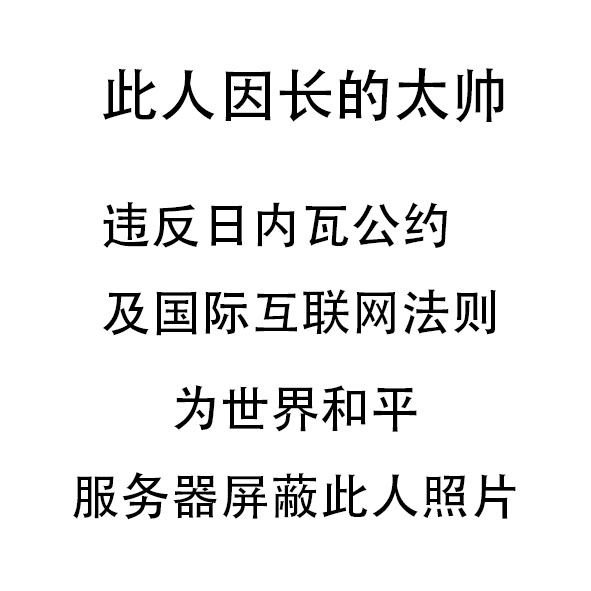 此人因长的太帅
违反日内瓦公约
及国际互联网法则
为世界和平
服务器屏蔽此人照片